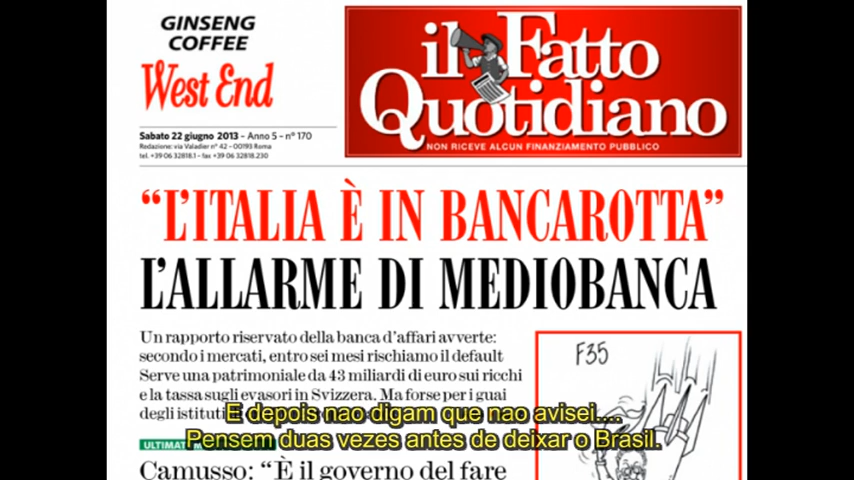 GINSENG
COFFEE
West End
il Fatto
Quotidiano
NON RICEVE ALCUN FINANZIAMENTO PUBBLICO
Sabato 22 giugno 2013 – Anno 5 – n° 170
Redazione: via Valadier n° 42 – 00193 Roma
tel. +39 06 32818.1 – fax +39 06 32818.230
“L’ITALIA È IN BANCAROTTA”
L’ALLARME DI MEDIOBANCA
Un rapporto riservato della banca d’affari avverte:
secondo i mercati, entro sei mesi rischiamo il default
Serve una patrimoniale da 43 miliardi di euro sui ricchi
e la tassa sugli evasori in Svizzera. Ma forse per i guai
degli istituti
F35
E depois nao digam que nao avisei....
Pensem duas vezes antes de deixar o Brasil.
Camusso: “È il governo del fare